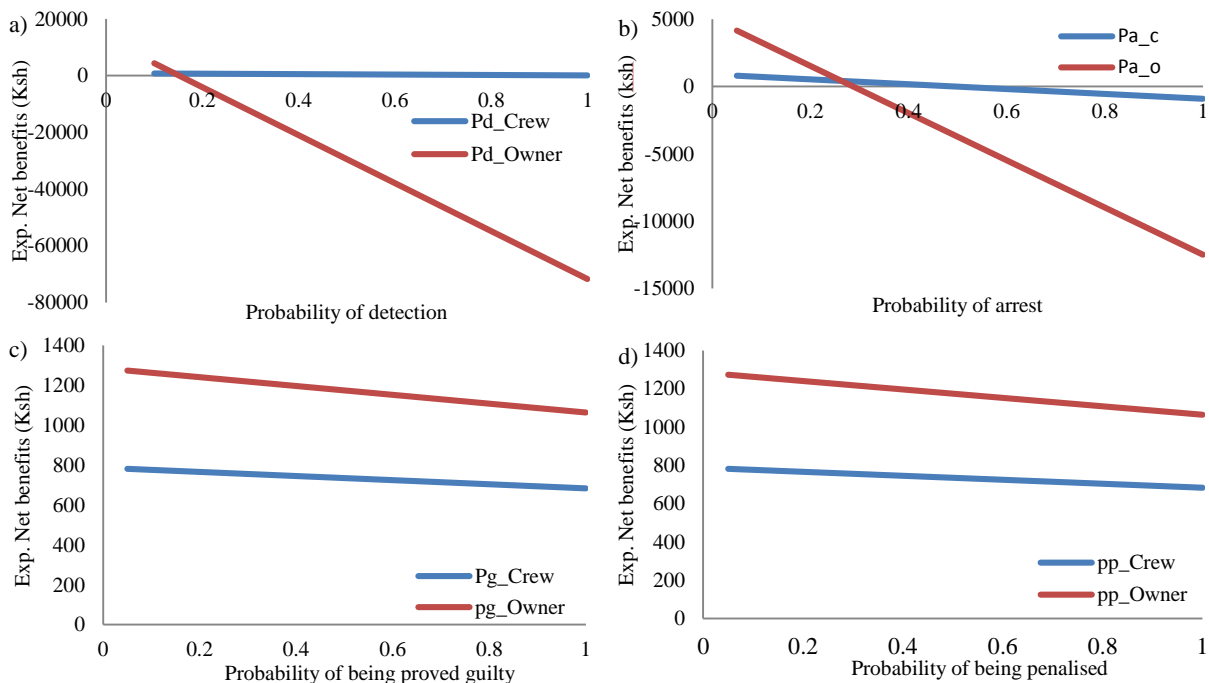 a)
Exp. Net benefits (Ksh)
20000
0
-20000
-40000
-60000
-80000
0 0.2 0.4 0.6 0.8 1
Pd_Crew
Pd_Owner
Probability of detection
b)
Exp. Net benefits (ksh)
5000
0
-5000
-10000
-15000
0 0.2 0.4 0.6 0.8 1
Pa_c
Pa_o
Probability of arrest
c)
Exp. Net benefits (Ksh)
1400
1200
1000
800
600
400
200
0
0 0.2 0.4 0.6 0.8 1
Pg_Crew
pg_Owner
Probability of being proved guilty
d)
Exp. Net benefits (Ksh)
1400
1200
1000
800
600
400
200
0
0 0.2 0.4 0.6 0.8 1
pp_Crew
pp_Owner
Probability of being penalised